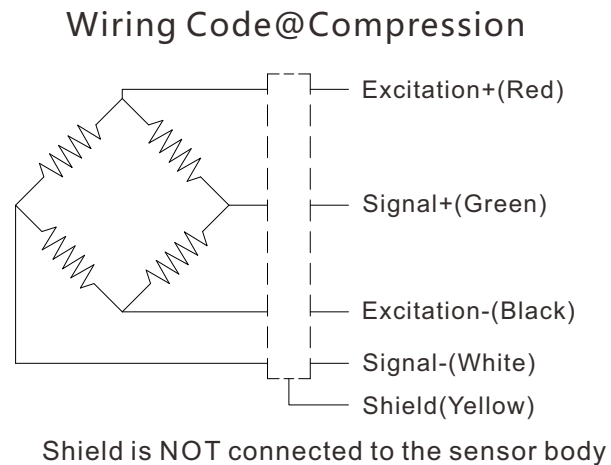 Wiring Code@Compression
Excitation+(Red)
Signal+(Green)
Excitation-(Black)
Signal-(White)
Shield(Yellow)
Shield is NOT connected to the sensor body